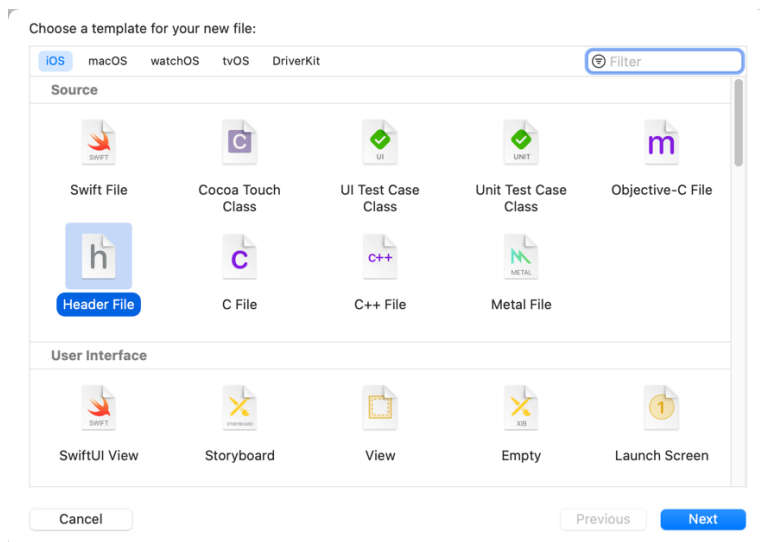 Choose a template for your new file:
iOS macOS watchOS tvOS DriverKit Filter
Source
SWIFT C UI UNIT m
Swift File Cocoa Touch Class UI Test Case Class Unit Test Case Class Objective-C File
h C C++ METAL
Header File C File C++ File Metal File
User Interface
SWIFT STORYBOARD XIB 1
SwiftUI View Storyboard View Empty Launch Screen
Cancel Previous Next